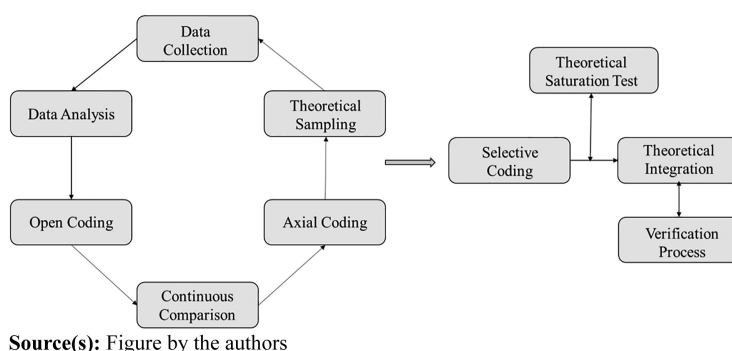 Data
Collection
Data Analysis
Open Coding
Continuous
Comparison
Axial Coding
Theoretical
Sampling
Selective
Coding
Theoretical
Saturation Test
Theoretical
Integration
Verification
Process
Source(s): Figure by the authors